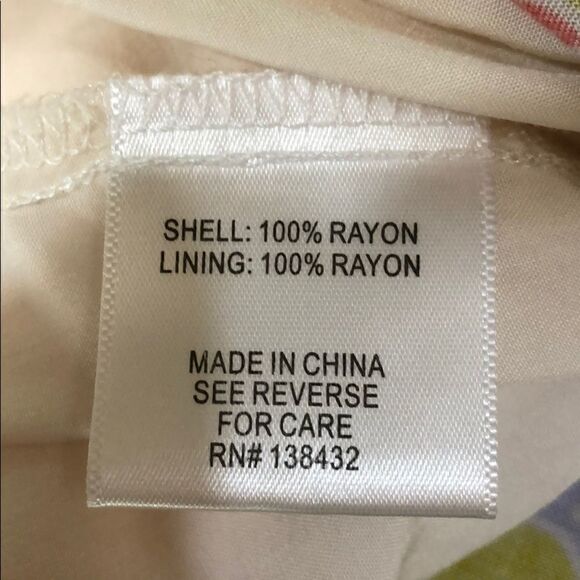 SHELL: 100% RAYON
LINING: 100% RAYON
MADE IN CHINA
SEE REVERSE
FOR CARE
RN# 138432